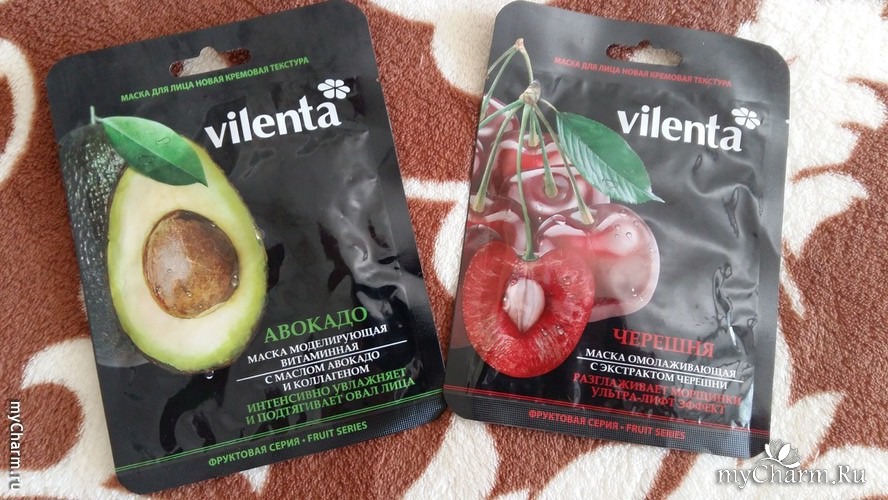 МАСКА ДЛЯ ЛИЦА НОВАЯ КРЕМОВАЯ ТЕКСТУРА
vilenta
АВОКАДО
МАСКА МОДЕЛИРУЮЩАЯ
ВИТАМИННАЯ
С МАСЛОМ АВОКАДО
И КОЛЛАГЕНОМ
ИНТЕНСИВНО УВЛАЖНЯЕТ
И ПОДТЯГИВАЕТ ОВАЛ ЛИЦА
ФРУКТОВАЯ СЕРИЯ • FRUIT SERIES
МАСКА ДЛЯ ЛИЦА НОВАЯ КРЕМОВАЯ ТЕКСТУРА
vilenta
ЧЕРЕШНЯ
МАСКА ОМОЛАЖИВАЮЩАЯ
С ЭКСТРАКТОМ ЧЕРЕШНИ
РАЗГЛАЖИВАЕТ МОРЩИНКИ
УЛЬТРА-ЛИФТ ЭФФЕКТ
ФРУКТОВАЯ СЕРИЯ • FRUIT SERIES
myCharm.ru
myCharm.Ru